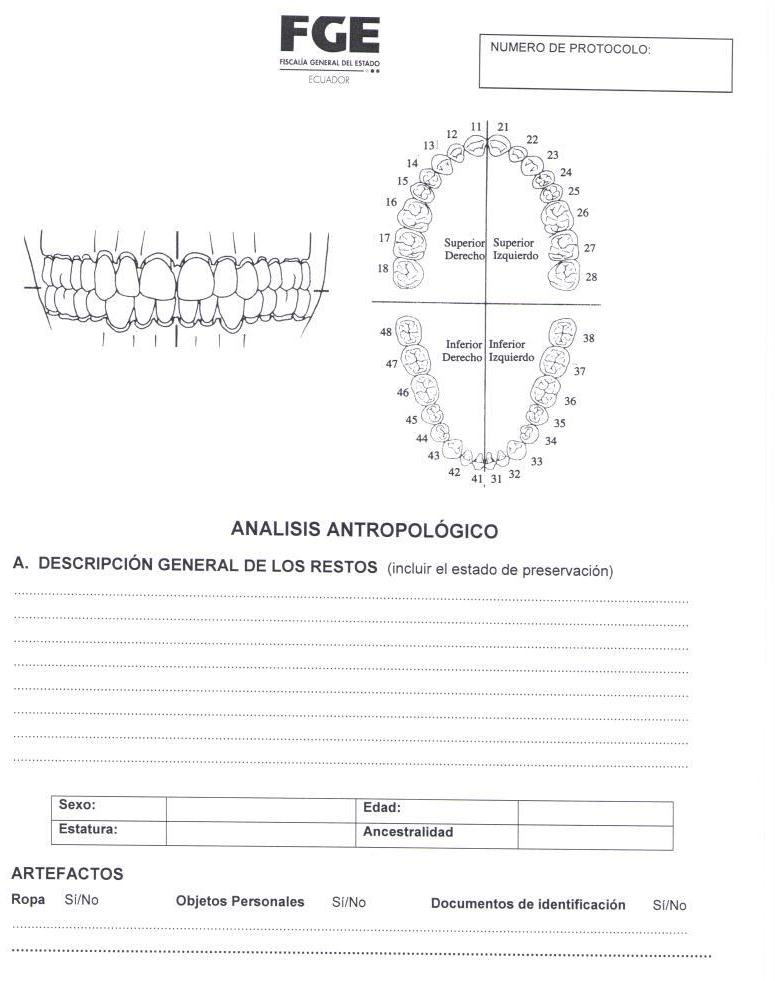 FGE
FISCALÍA GENERAL DEL ESTADO
ECUADOR
NUMERO DE PROTOCOLO:
11 21
12 22
13 23
14 24
15 25
16 26
17 27
18 28
Superior Superior
Derecho Izquierdo
48 38
Inferior Inferior
Derecho Izquierdo
47 37
46 36
45 35
44 34
43 33
42 41 31 32
ANALISIS ANTROPOLÓGICO
A. DESCRIPCIÓN GENERAL DE LOS RESTOS (incluir el estado de preservación)
Sexo: Edad:
Estatura: Ancestralidad
ARTEFACTOS
Ropa Sí/No Objetos Personales Sí/No Documentos de identificación Sí/No